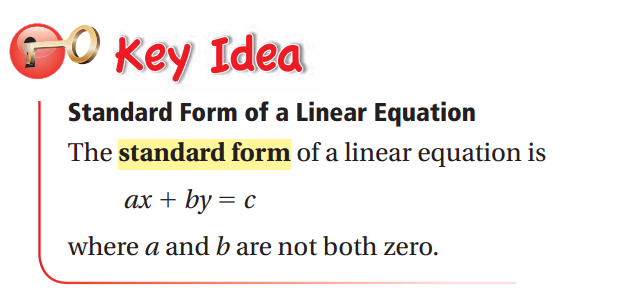 Key Idea
Standard Form of a Linear Equation
The standard form of a linear equation is
ax + by = c
where a and b are not both zero.